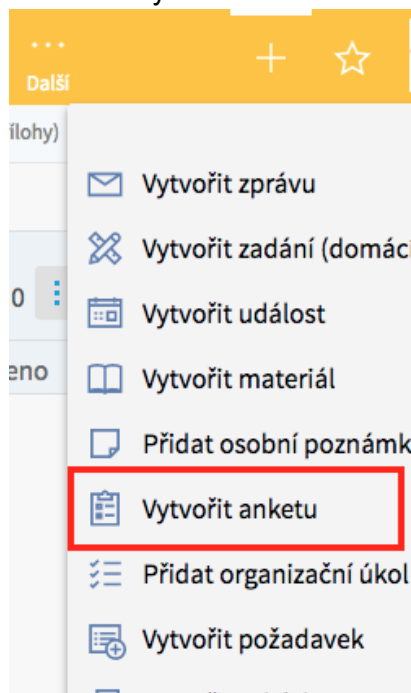 Další
ílohy)
Vytvořit zprávu
Vytvořit zadání (domácí
0
Vytvořit událost
eno
Vytvořit materiál
Přidat osobní poznámk
Vytvořit anketu
Přidat organizační úkol
Vytvořit požadavek